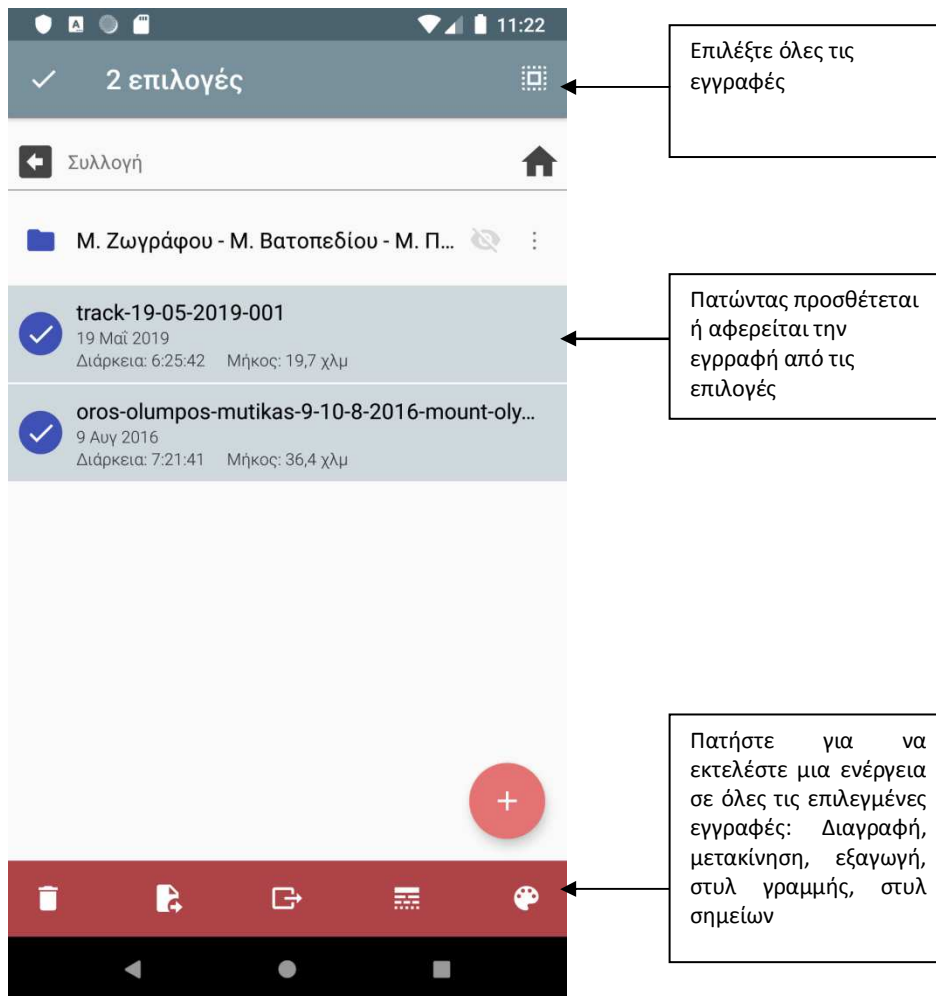 11:22
2 επιλογές
Επιλέξτε όλες τις
εγγραφές
Συλλογή
Μ. Ζωγράφου - Μ. Βατοπεδίου - Μ. Π...
track-19-05-2019-001
19 Μαΐ 2019
Διάρκεια: 6:25:42 Μήκος: 19,7 χλμ
Πατώντας προσθέτεται
ή αφερείται την
εγρραφή από τις
επιλογές
oros-olumpos-mutikas-9-10-8-2016-mount-oly...
9 Αυγ 2016
Διάρκεια: 7:21:41 Μήκος: 36,4 χλμ
Πατήστε για να
εκτελέστε μια ενέργεια
σε όλες τις επιλεγμένες
εγγραφές: Διαγραφή,
μετακίνηση, εξαγωγή,
στυλ γραμμής, στυλ
σημείων